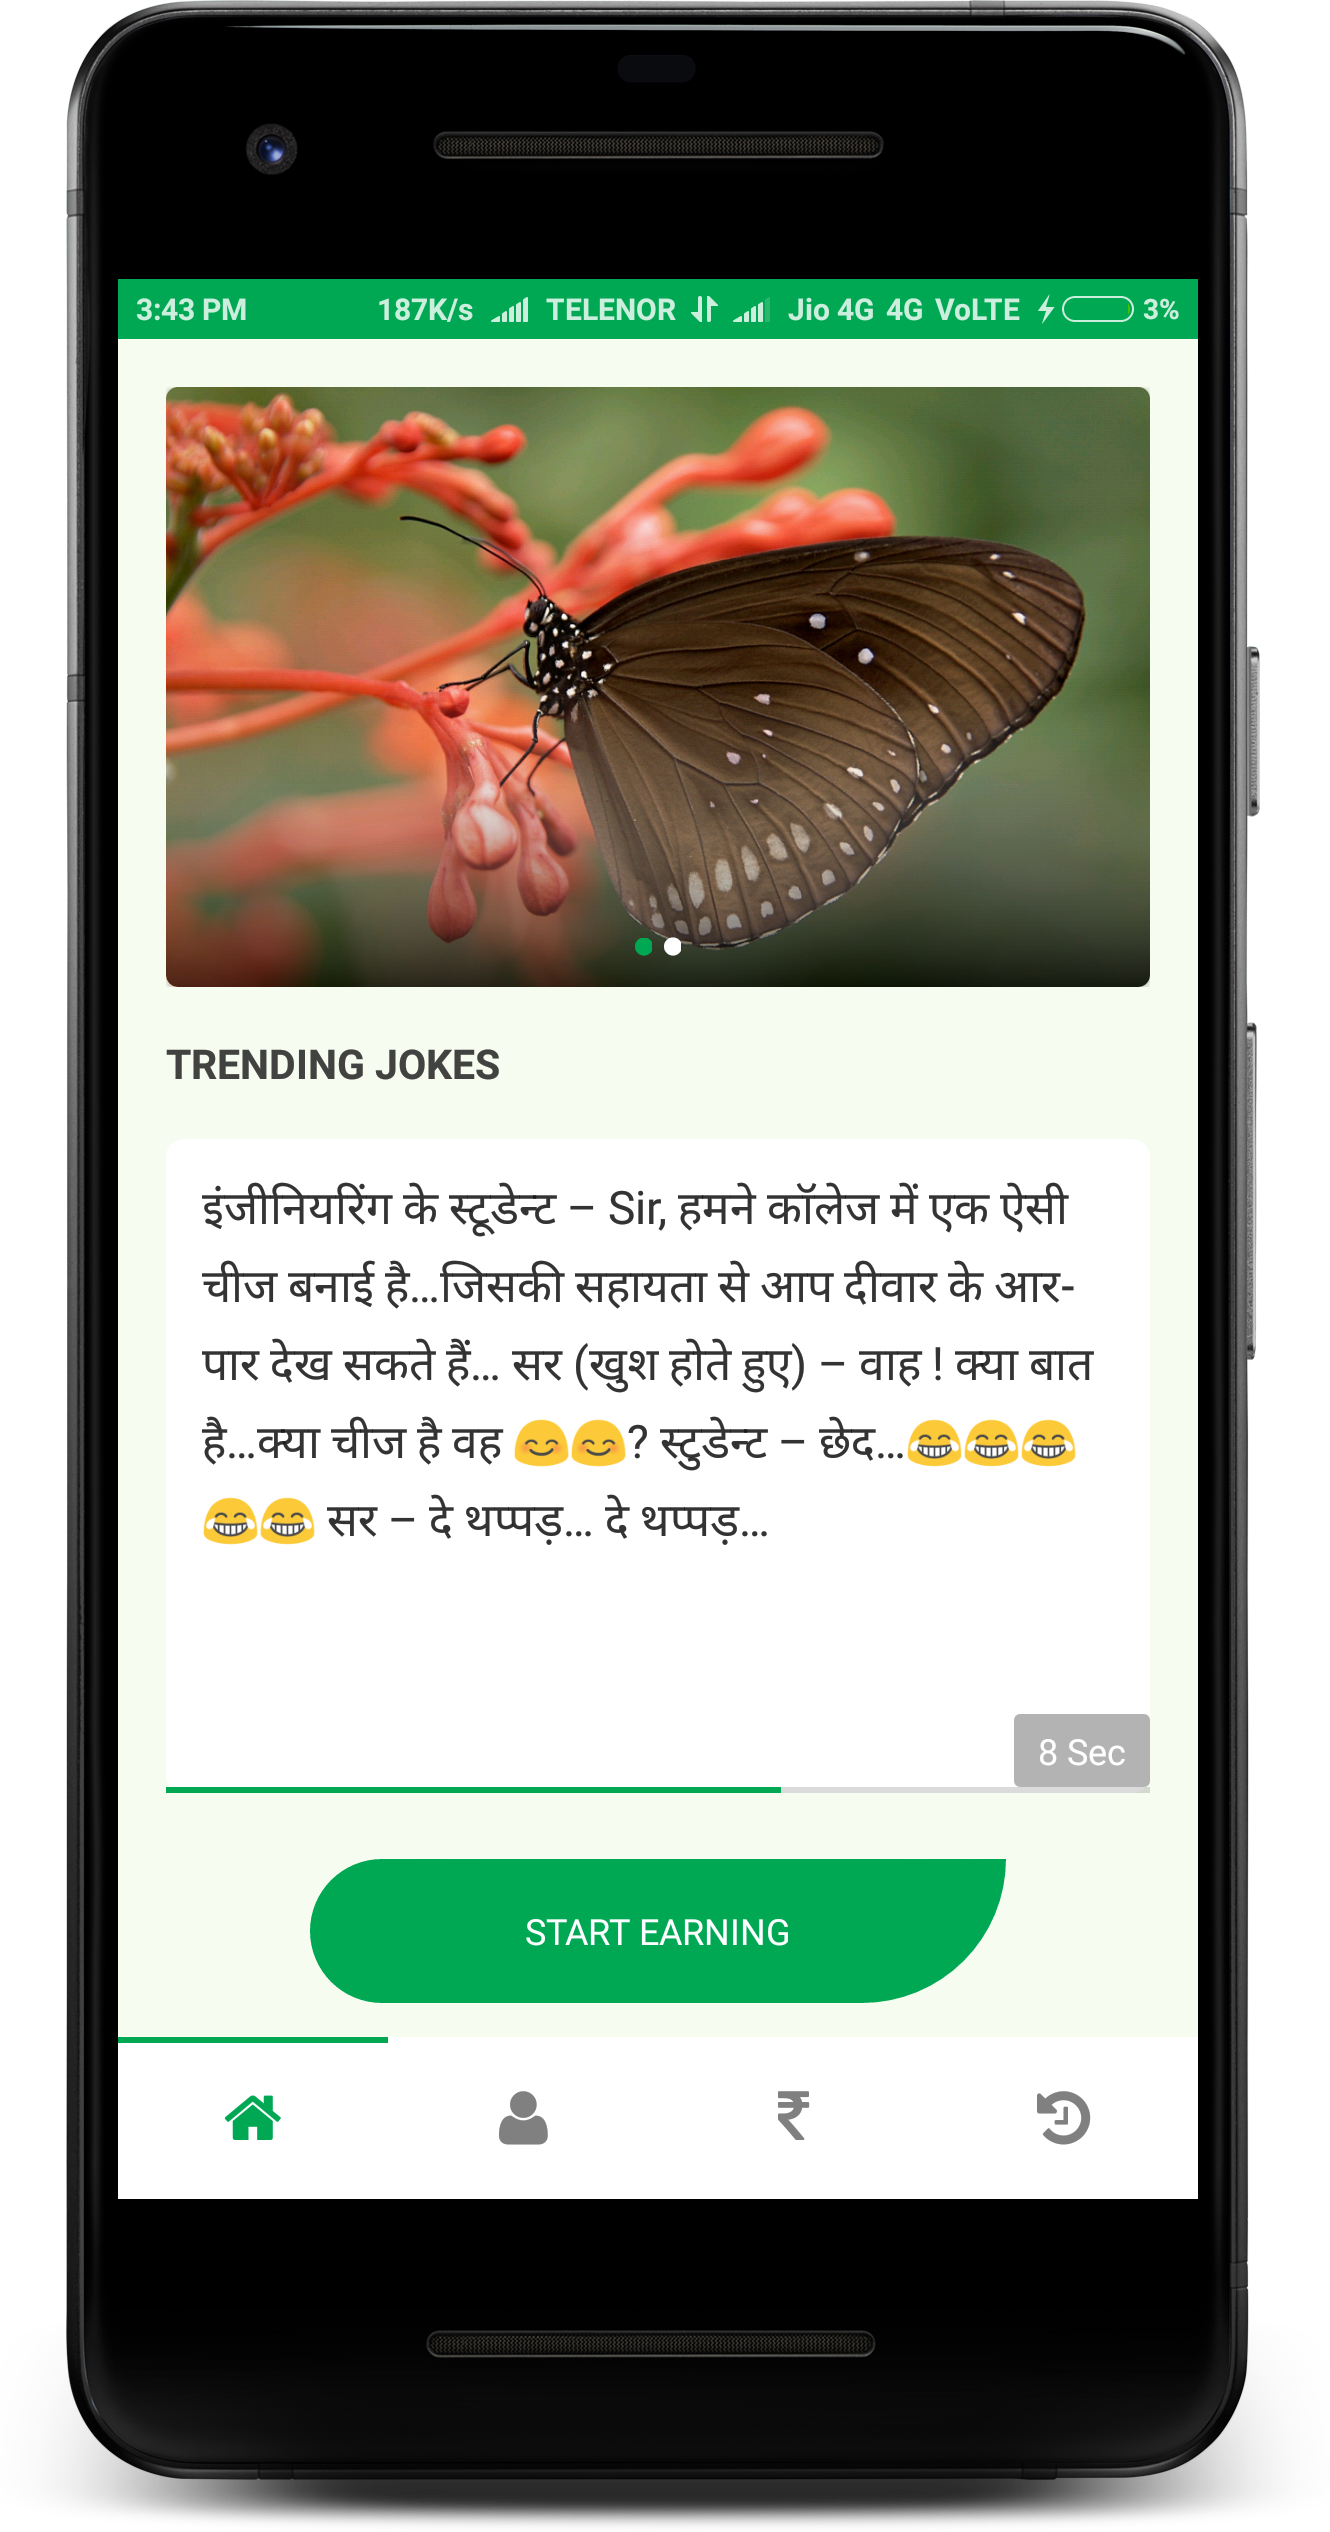 3:43 PM 187K/s TELENOR Jio 4G 4G VoLTE 3%
TRENDING JOKES
इंजीनियरिंग के स्टूडेन्ट – Sir, हमने कॉलेज में एक ऐसी
चीज बनाई है...जिसकी सहायता से आप दीवार के आर-
पार देख सकते हैं... सर (खुश होते हुए) – वाह ! क्या बात
है...क्या चीज है वह 😊😊? स्टुडेन्ट – छेद...😂😂😂
😂😂 सर – दे थप्पड़... दे थप्पड़...
8 Sec
START EARNING